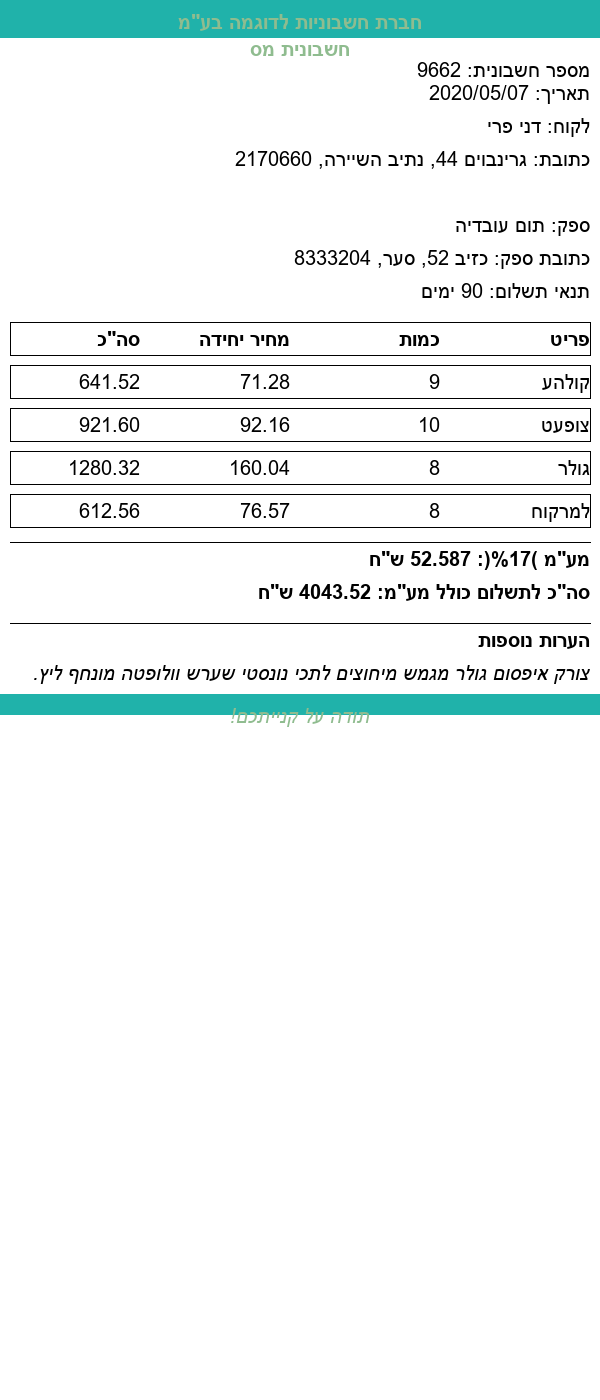 חברת חשבוניות לדוגמה בע"מ
חשבונית מס
מספר חשבונית: 9662
תאריך: 2020/05/07
לקוח: דני פרי
כתובת: גרינבוים 44, נתיב השיירה, 2170660
ספק: תום עובדיה
כתובת ספק: כזיב 52, סער, 8333204
תנאי תשלום: 90 ימים
פריט כמות מחיר יחידה סה"כ
קולהע 9 71.28 641.52
צופעט 10 92.16 921.60
גולר 8 160.04 1280.32
למרקוח 8 76.57 612.56
מע"מ )17%(: 52.587 ש"ח
סה"כ לתשלום כולל מע"מ: 4043.52 ש"ח
הערות נוספות
צורק איפסום גולר מגמש מיחוצים לתכי נונסטי שערש וולופטה מונחף ליץ.
תודה על קנייתכם!